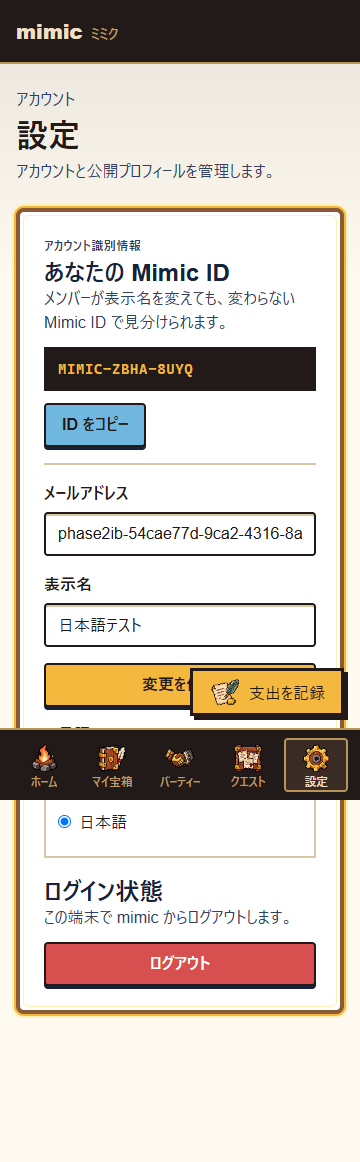 mimic ミミク
アカウント
設定
アカウントと公開プロフィールを管理します。
アカウント識別情報
あなたの Mimic ID
メンバーが表示名を変えても、変わらない
Mimic ID で見分けられます。
MIMIC-ZBHA-8UYQ
ID をコピー
メールアドレス
phase2ib-54cae77d-9ca2-4316-8a
表示名
日本語テスト
変更を
支出を記録
ホーム
マイ宝箱
パーティー
クエスト
設定
日本語
ログイン状態
この端末で mimic からログアウトします。
ログアウト